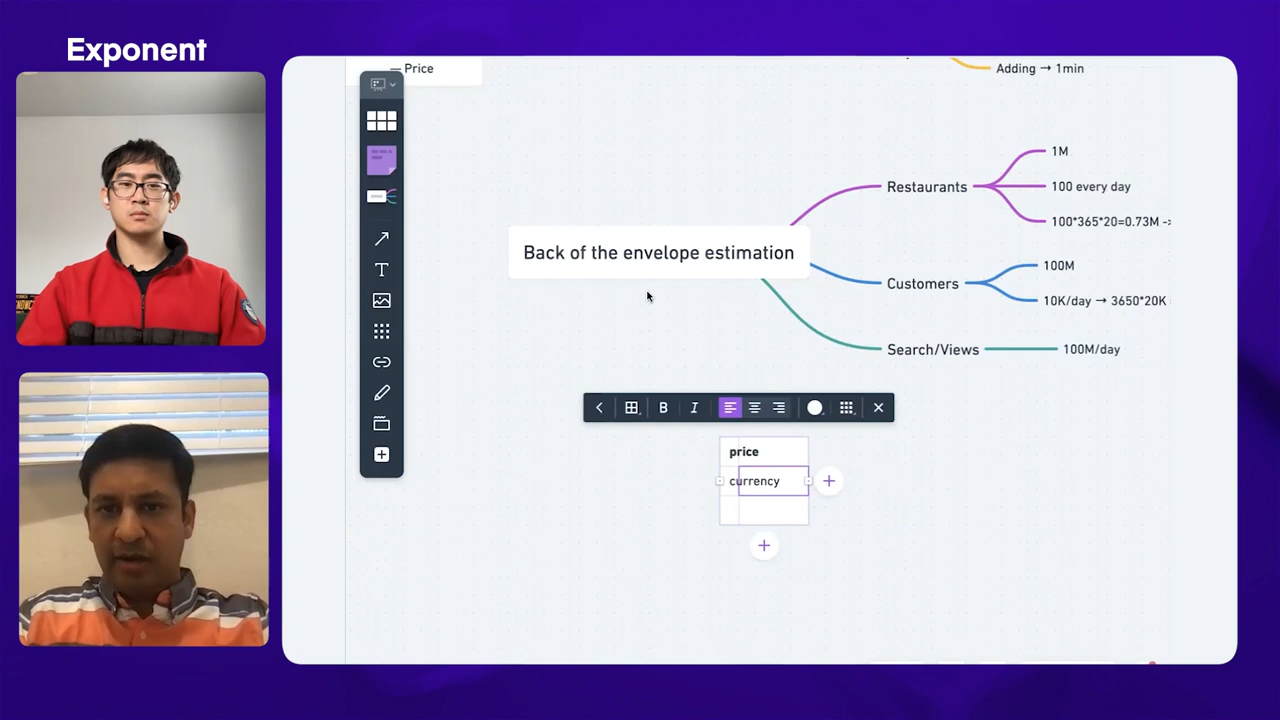 Exponent
— Price
Adding → 1min
1M
Restaurants
100 every day
100*365*20=0.73M ->
Back of the envelope estimation
100M
Customers
10K/day → 3650*20K
Search/Views
100M/day
B I
price
currency
T